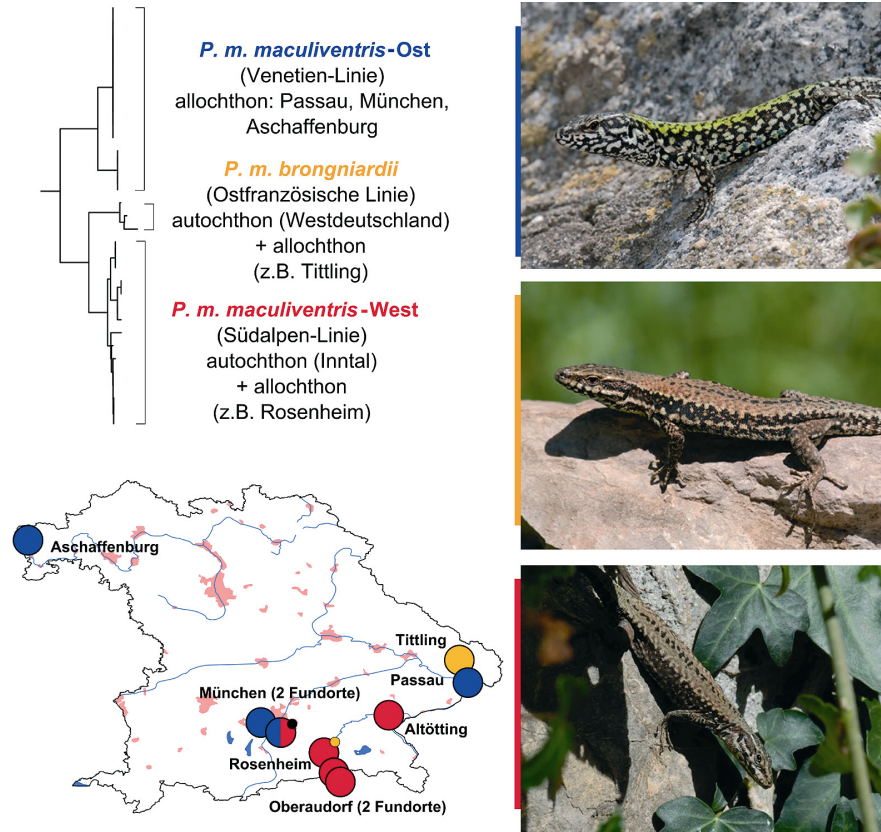 P. m. maculiventris-Ost
(Venetien-Linie)
allochthon: Passau, München,
Aschaffenburg
P. m. brongniardii
(Ostfranzösische Linie)
autochthon (Westdeutschland)
+ allochthon
(z.B. Tittling)
P. m. maculiventris-West
(Südalpen-Linie)
autochthon (Inntal)
+ allochthon
(z.B. Rosenheim)
Aschaffenburg
Tittling
Passau
München (2 Fundorte)
Altötting
Rosenheim
Oberaudorf (2 Fundorte)